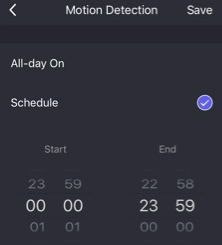 Motion Detection Save
All-day On
Schedule
Start End
23 59 22 58
00 00 23 59
01 01 00 00